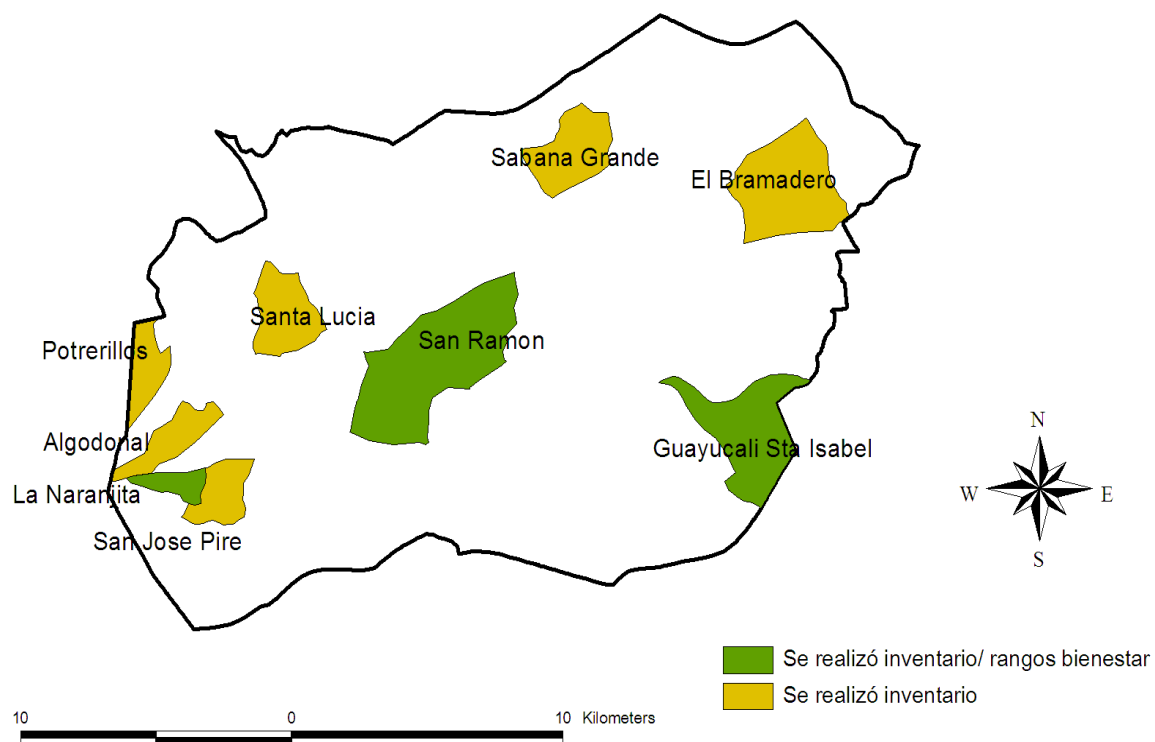 Sabana Grande
El Bramadero
Santa Lucia
San Ramon
Potrerillos
Algodonal
Guayucali Sta Isabel
La Naranjita
San Jose Pire
N
W
E
S
Se realizó inventario/ rangos bienestar
Se realizó inventario
10 0 10 Kilometers